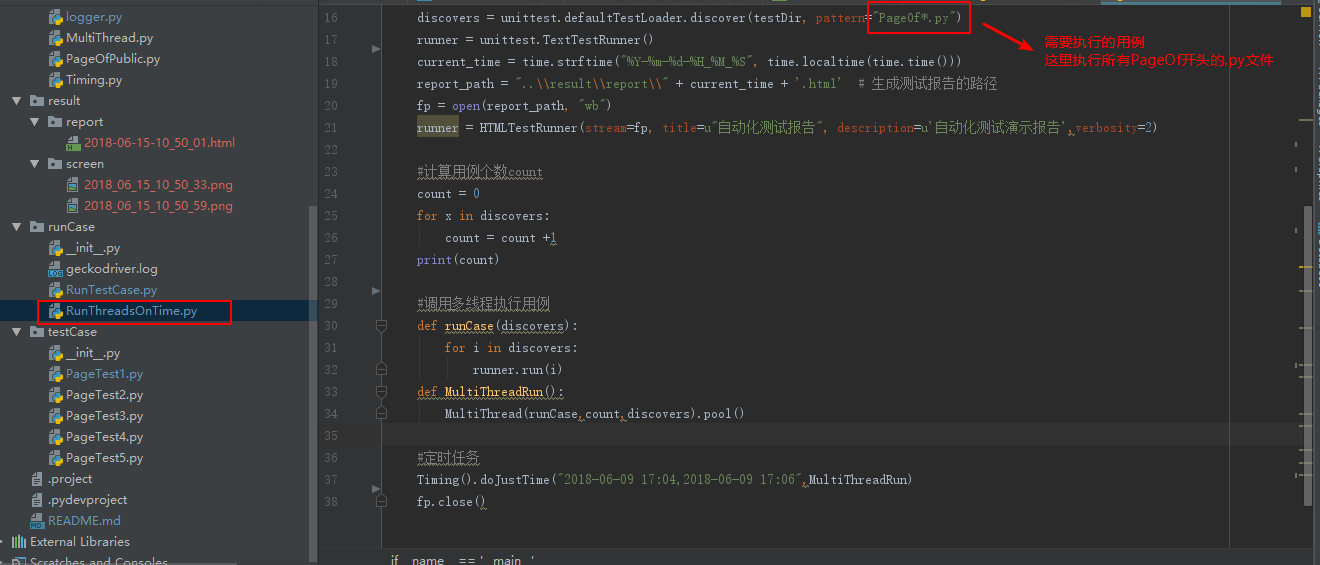 logger.py
MultiThread.py
PageOfPublic.py
Timing.py
result
report
2018-06-15-10_50_01.html
screen
2018_06_15_10_50_33.png
2018_06_15_10_50_59.png
runCase
__init__.py
geckodriver.log
RunTestCase.py
RunThreadsOnTime.py
testCase
__init__.py
PageTest1.py
PageTest2.py
PageTest3.py
PageTest4.py
PageTest5.py
.project
.pydevproject
README.md
External Libraries
Scratches and Consoles
16 discovers = unittest.defaultTestLoader.discover(testDir, pattern="PageOf*.py")
17 runner = unittest.TextTestRunner()
18 current_time = time.strftime("%Y-%m-%d-%H_%M_%S", time.localtime(time.time()))
19 report_path = "..\\result\\report\\" + current_time + '.html'  # 生成测试报告的路径
20 fp = open(report_path, "wb")
21 runner = HTMLTestRunner(stream=fp, title=u"自动化测试报告", description=u'自动化测试演示报告',verbosity=2)
22
23 #计算用例个数count
24 count = 0
25 for x in discovers:
26 count = count +1
27 print(count)
28
29 #调用多线程执行用例
30 def runCase(discovers):
31 for i in discovers:
32 runner.run(i)
33 def MultiThreadRun():
34 MultiThread(runCase,count,discovers).pool()
35
36 #定时任务
37 Timing().doJustTime("2018-06-09 17:04,2018-06-09 17:06",MultiThreadRun)
38 fp.close()
if __name__ == '__main__'
需要执行的用例
这里执行所有PageOf开头的.py文件